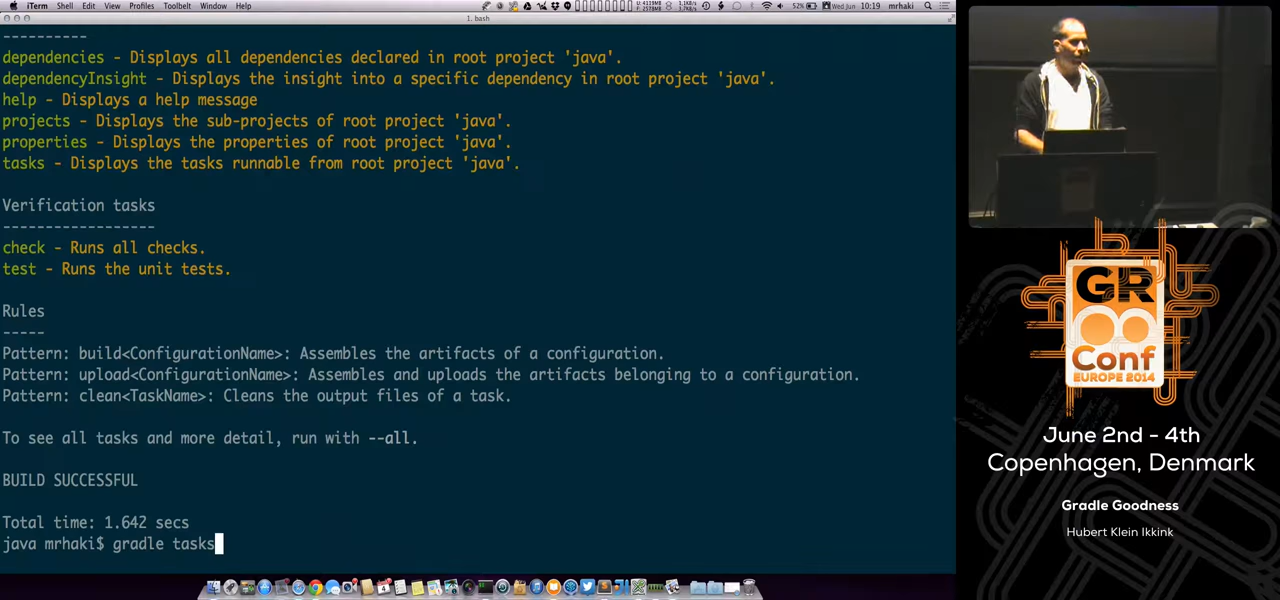 iTerm Shell Edit View Profiles Toolbelt Window Help
52% Wed Jun 10:19 mrhaki
1. bash
----------
dependencies - Displays all dependencies declared in root project 'java'.
dependencyInsight - Displays the insight into a specific dependency in root project 'java'.
help - Displays a help message
projects - Displays the sub-projects of root project 'java'.
properties - Displays the properties of root project 'java'.
tasks - Displays the tasks runnable from root project 'java'.
Verification tasks
------------------
check - Runs all checks.
test - Runs the unit tests.
Rules
-----
Pattern: build<ConfigurationName>: Assembles the artifacts of a configuration.
Pattern: upload<ConfigurationName>: Assembles and uploads the artifacts belonging to a configuration.
Pattern: clean<TaskName>: Cleans the output files of a task.
To see all tasks and more detail, run with --all.
BUILD SUCCESSFUL
Total time: 1.642 secs
java mrhaki$ gradle tasks
GR
Conf
EUROPE 2014
June 2nd - 4th
Copenhagen, Denmark
Gradle Goodness
Hubert Klein Ikkink